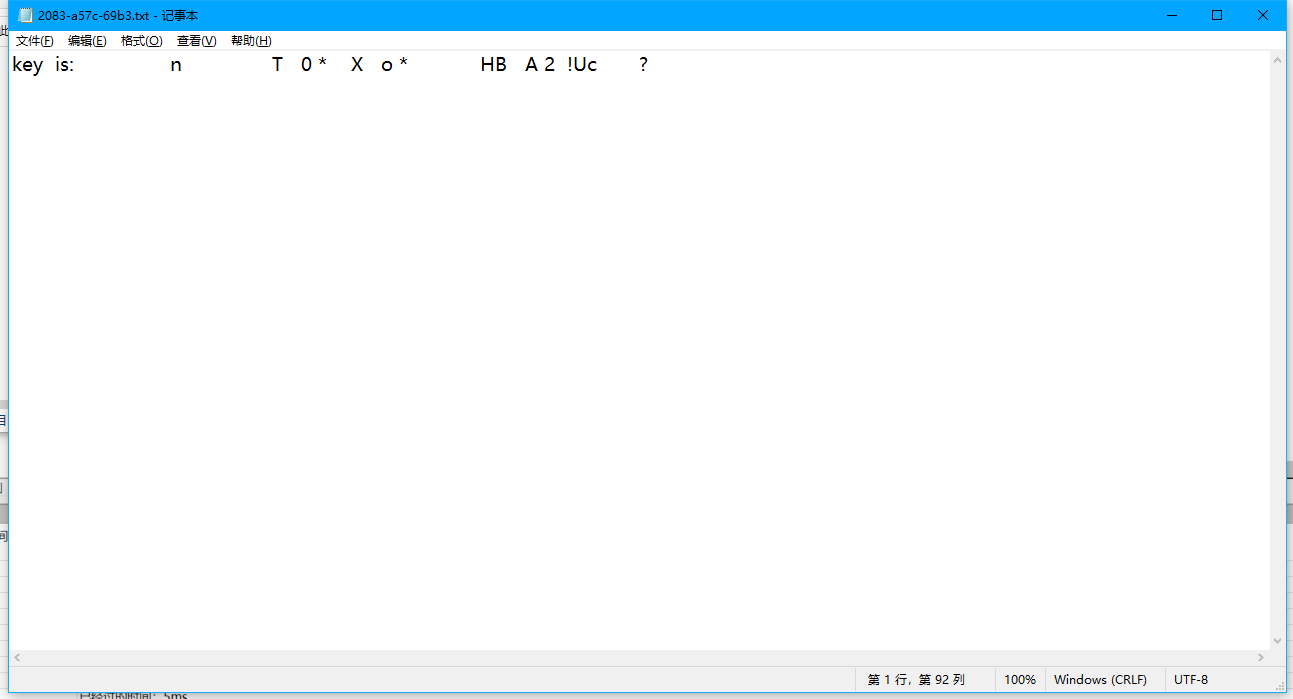 2083-a57c-69b3.txt - 记事本
文件(F) 编辑(E) 格式(O) 查看(V) 帮助(H)
key is: n T 0 * X o * HB A 2 !Uc ?
第 1 行，第 92 列 100% Windows (CRLF) UTF-8